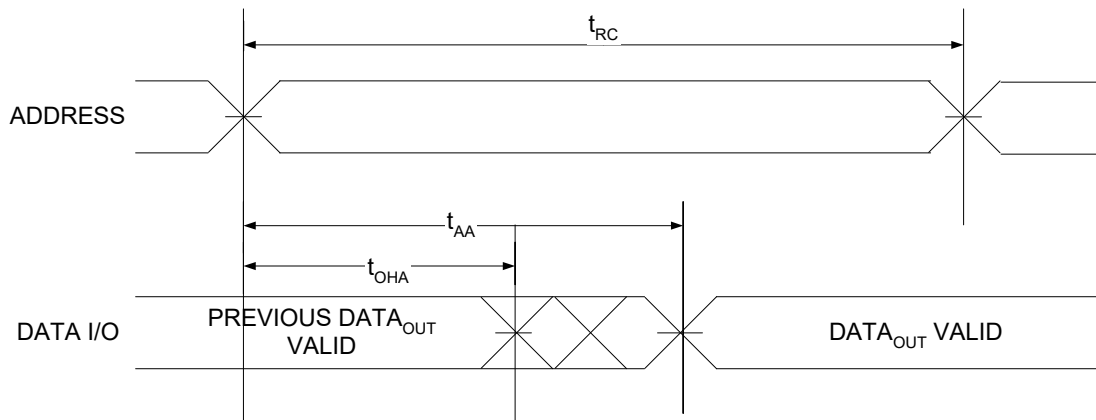 tRC
ADDRESS
tAA
tOHA
DATA I/O
PREVIOUS DATAOUT
VALID
DATAOUT VALID